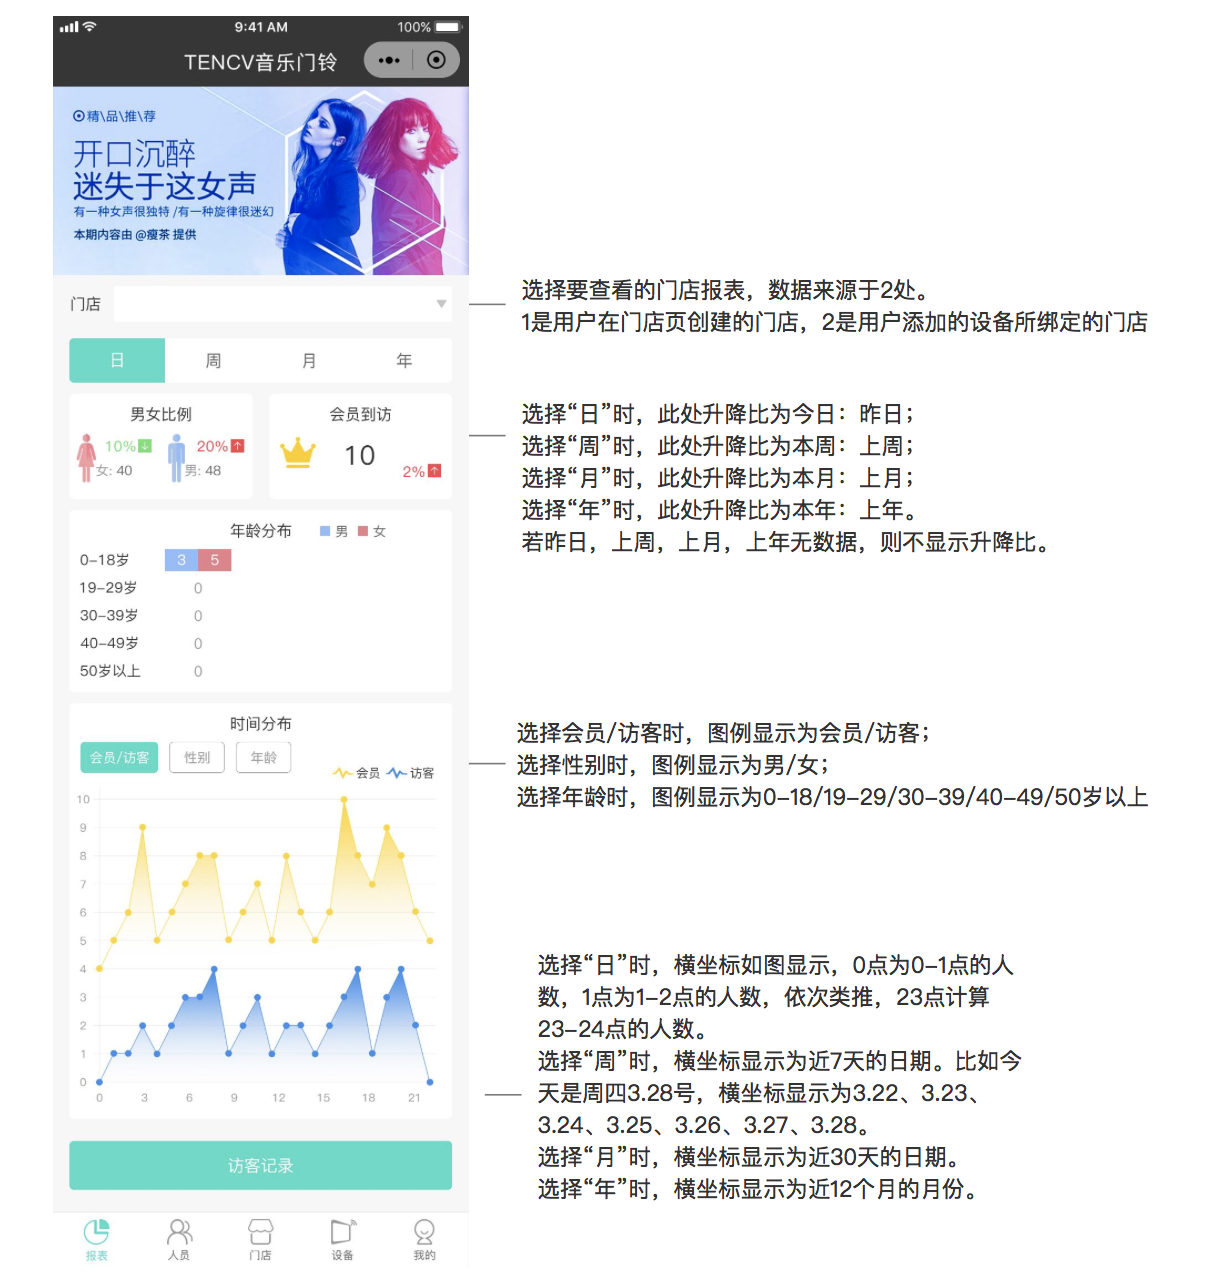 9:41 AM
100%
TENCV音乐门铃
精\品\推\荐
开口沉醉
迷失于这女声
有一种女声很独特 /有一种旋律很迷幻
本期内容由 @瘦茶 提供
门店
选择要查看的门店报表，数据来源于2处。
1是用户在门店页创建的门店，2是用户添加的设备所绑定的门店
日 周 月 年
男女比例
10%
女: 40
20%
男: 48
会员到访
10
2%
选择“日”时，此处升降比为今日：昨日；
选择“周”时，此处升降比为本周：上周；
选择“月”时，此处升降比为本月：上月；
选择“年”时，此处升降比为本年：上年。
若昨日，上周，上月，上年无数据，则不显示升降比。
年龄分布 男 女
0-18岁 3 5
19-29岁 0
30-39岁 0
40-49岁 0
50岁以上 0
时间分布
会员/访客 性别 年龄
会员 访客
选择会员/访客时，图例显示为会员/访客；
选择性别时，图例显示为男/女；
选择年龄时，图例显示为0-18/19-29/30-39/40-49/50岁以上
10
9
8
7
6
5
4
3
2
1
0
0 3 6 9 12 15 18 21
选择“日”时，横坐标如图显示，0点为0-1点的人
数，1点为1-2点的人数，依次类推，23点计算
23-24点的人数。
选择“周”时，横坐标显示为近7天的日期。比如今
天是周四3.28号，横坐标显示为3.22、3.23、
3.24、3.25、3.26、3.27、3.28。
选择“月”时，横坐标显示为近30天的日期。
选择“年”时，横坐标显示为近12个月的月份。
访客记录
报表 人员 门店 设备 我的